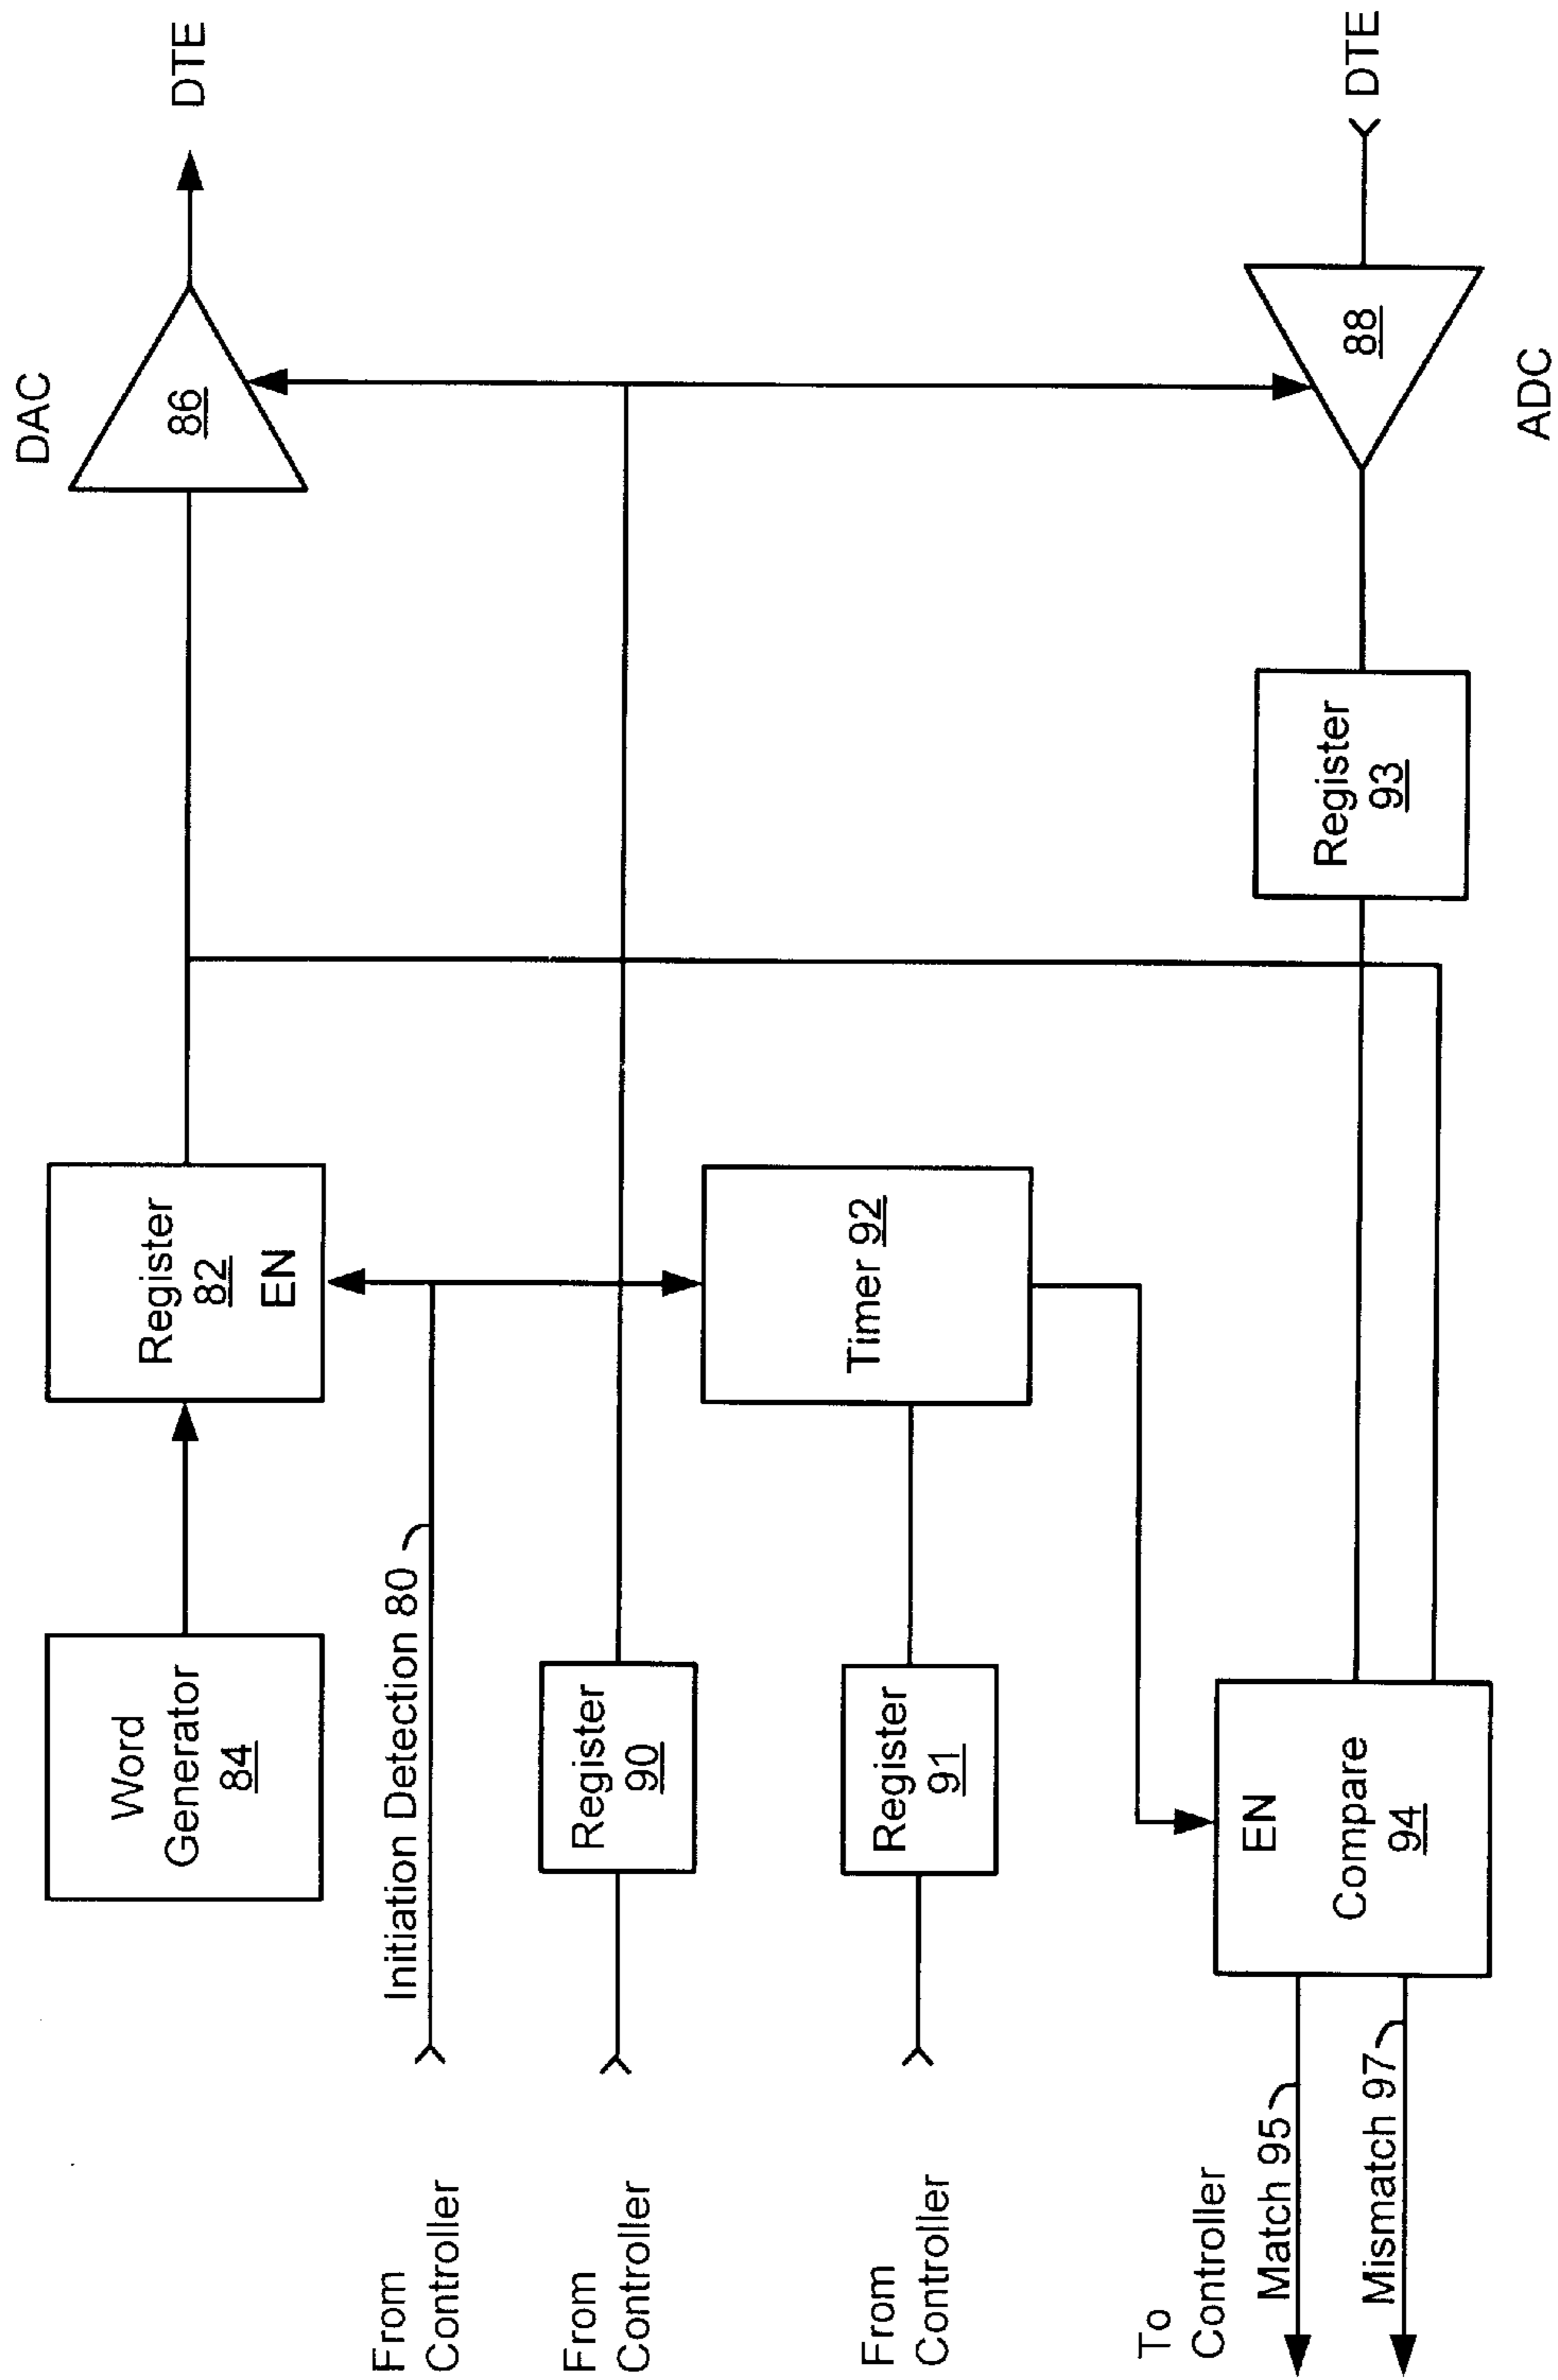 DAC
86
DTE
Word
Generator
84
Register
82
EN
From
Controller
Initiation Detection 80
From
Controller
Register
90
Timer 92
From
Controller
Register
91
To
Controller
Match 95
Mismatch 97
EN
Compare
94
Register
93
88
DTE
ADC